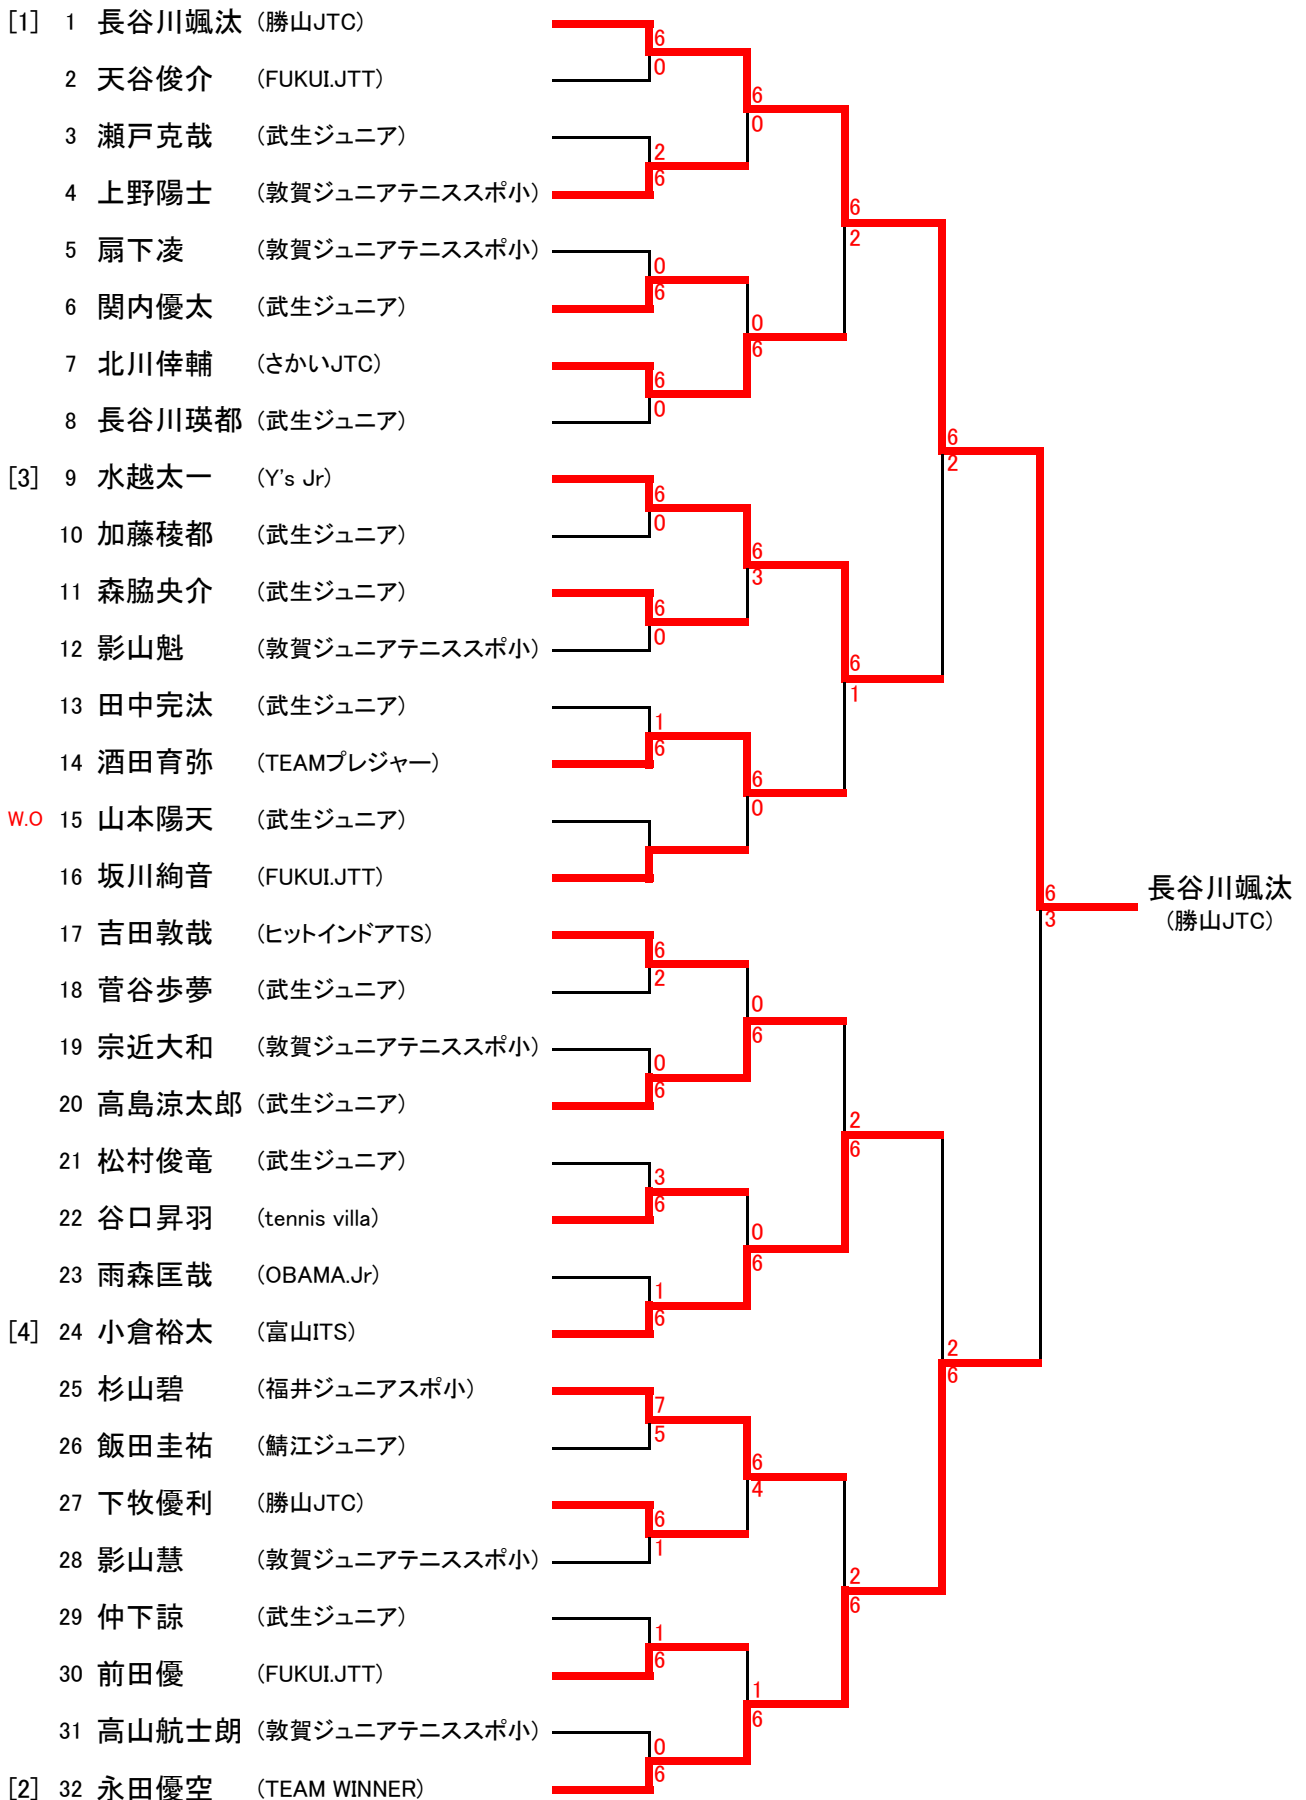 [1] 1 長谷川颯汰 (勝山JTC)
6
0
2 天谷俊介 (FUKUI.JTT)
6
0
3 瀬戸克哉 (武生ジュニア)
2
6
4 上野陽士 (敦賀ジュニアテニススポ小)
6
2
5 扇下凌 (敦賀ジュニアテニススポ小)
0
6
6 関内優太 (武生ジュニア)
0
6
7 北川倖輔 (さかいJTC)
6
0
8 長谷川瑛都 (武生ジュニア)
6
2
[3] 9 水越太一 (Y's Jr)
6
0
10 加藤稜都 (武生ジュニア)
6
3
11 森脇央介 (武生ジュニア)
6
0
12 影山魁 (敦賀ジュニアテニススポ小)
6
1
13 田中完汰 (武生ジュニア)
1
6
14 酒田育弥 (TEAMプレジャー)
6
0
W.O 15 山本陽天 (武生ジュニア)
16 坂川絢音 (FUKUI.JTT)
6
3
長谷川颯汰
(勝山JTC)
17 吉田敦哉 (ヒットインドアTS)
6
2
18 菅谷歩夢 (武生ジュニア)
0
6
19 宗近大和 (敦賀ジュニアテニススポ小)
0
6
20 高島涼太郎 (武生ジュニア)
2
6
21 松村俊竜 (武生ジュニア)
3
6
22 谷口昇羽 (tennis villa)
0
6
23 雨森匡哉 (OBAMA.Jr)
1
6
[4] 24 小倉裕太 (富山ITS)
2
6
25 杉山碧 (福井ジュニアスポ小)
7
5
26 飯田圭祐 (鯖江ジュニア)
6
4
27 下牧優利 (勝山JTC)
6
1
28 影山慧 (敦賀ジュニアテニススポ小)
2
6
29 仲下諒 (武生ジュニア)
1
6
30 前田優 (FUKUI.JTT)
1
6
31 高山航士朗 (敦賀ジュニアテニススポ小)
0
6
[2] 32 永田優空 (TEAM WINNER)